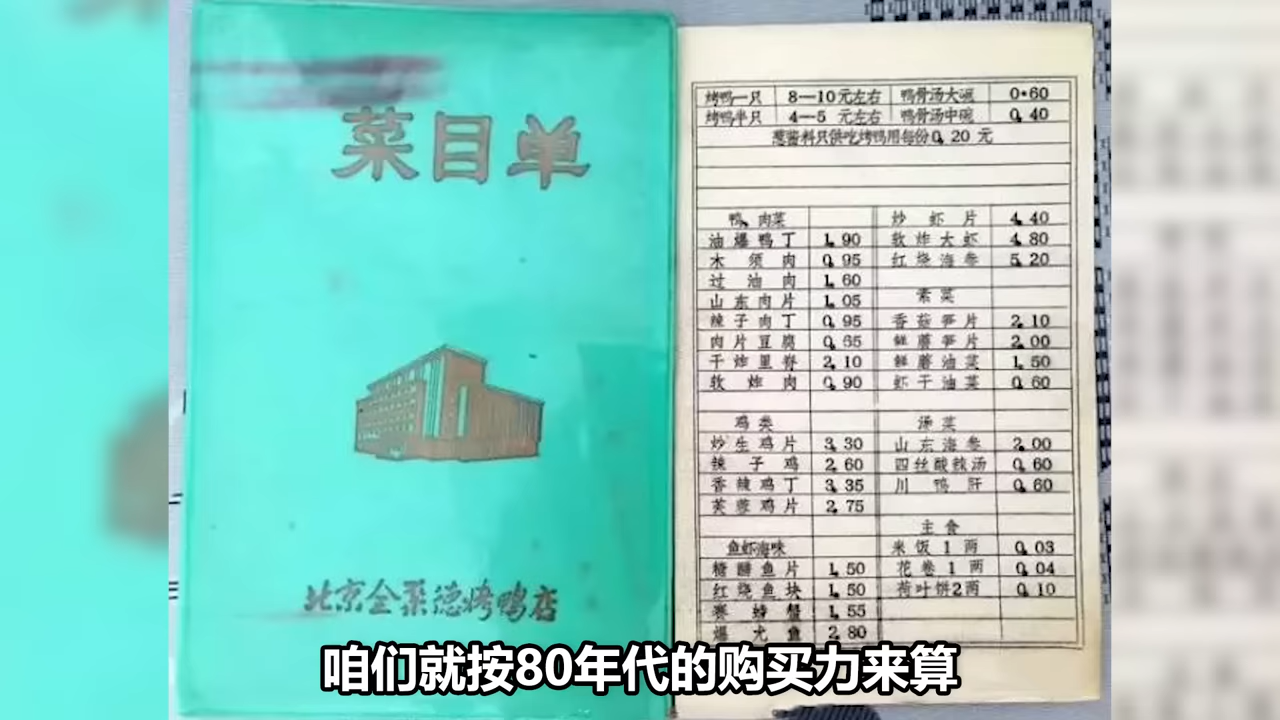 菜目单
北京全聚德烤鸭店
烤鸭一只 8—10元左右 鸭骨汤大碗 0.60
烤鸭半只 4—5 元左右 鸭骨汤中碗 0.40
葱酱料只供吃烤鸭用每份0.20 元
鸭、肉菜
油爆鸭丁 1.90
木须肉 0.95
过油肉 1.60
山东肉片 1.05
辣子肉丁 0.95
肉片豆腐 0.65
干炸里脊 2.10
软炸肉 0.90
鸡类
炒生鸡片 3.30
辣子鸡 2.60
香辣鸡丁 3.35
芙蓉鸡片 2.75
鱼虾海味
糖醋鱼片 1.50
红烧鱼块 1.50
赛螃蟹 1.55
爆尤鱼 2.80
炒虾片 4.40
软炸大虾 4.80
红烧海参 5.20
素菜
香菇笋片 2.10
鲜蘑笋片 2.00
鲜蘑油菜 1.50
虾干油菜 0.60
汤菜
山东海参 2.00
四丝酸辣汤 0.60
川鸭肝 0.60
主食
米饭1两 0.03
花卷1两 0.04
荷叶饼2两 0.10
咱们就按80年代的购买力来算